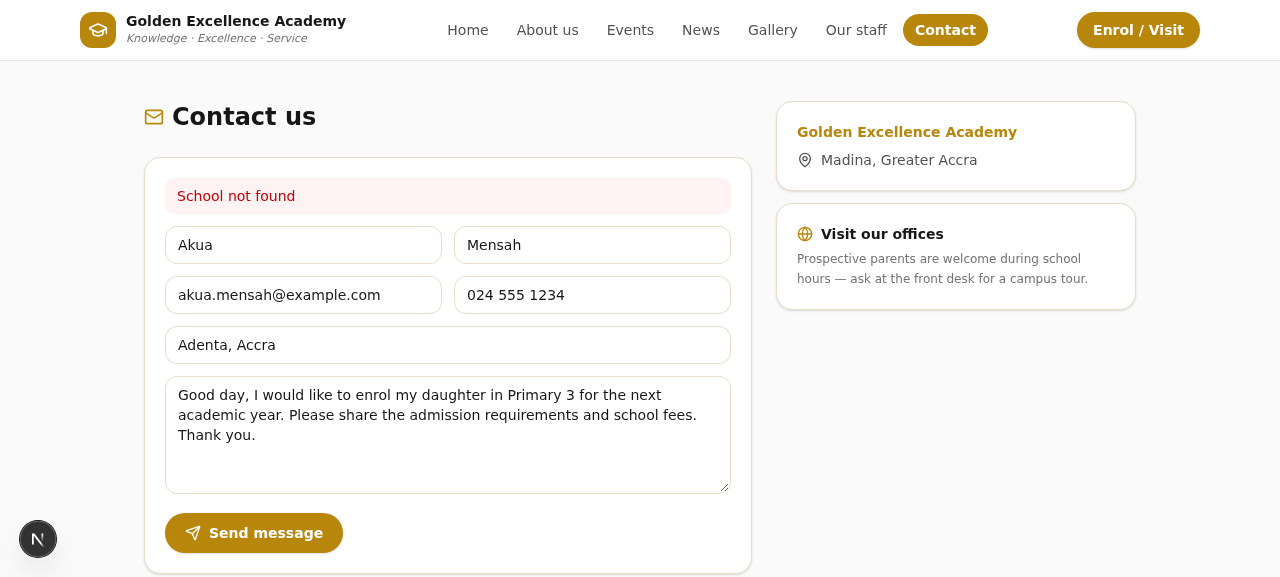 Golden Excellence Academy
Knowledge · Excellence · Service
Home
About us
Events
News
Gallery
Our staff
Contact
Enrol / Visit
Contact us
School not found
Akua
Mensah
akua.mensah@example.com
024 555 1234
Adenta, Accra
Good day, I would like to enrol my daughter in Primary 3 for the next
academic year. Please share the admission requirements and school fees.
Thank you.
Send message
Golden Excellence Academy
Madina, Greater Accra
Visit our offices
Prospective parents are welcome during school
hours — ask at the front desk for a campus tour.
N